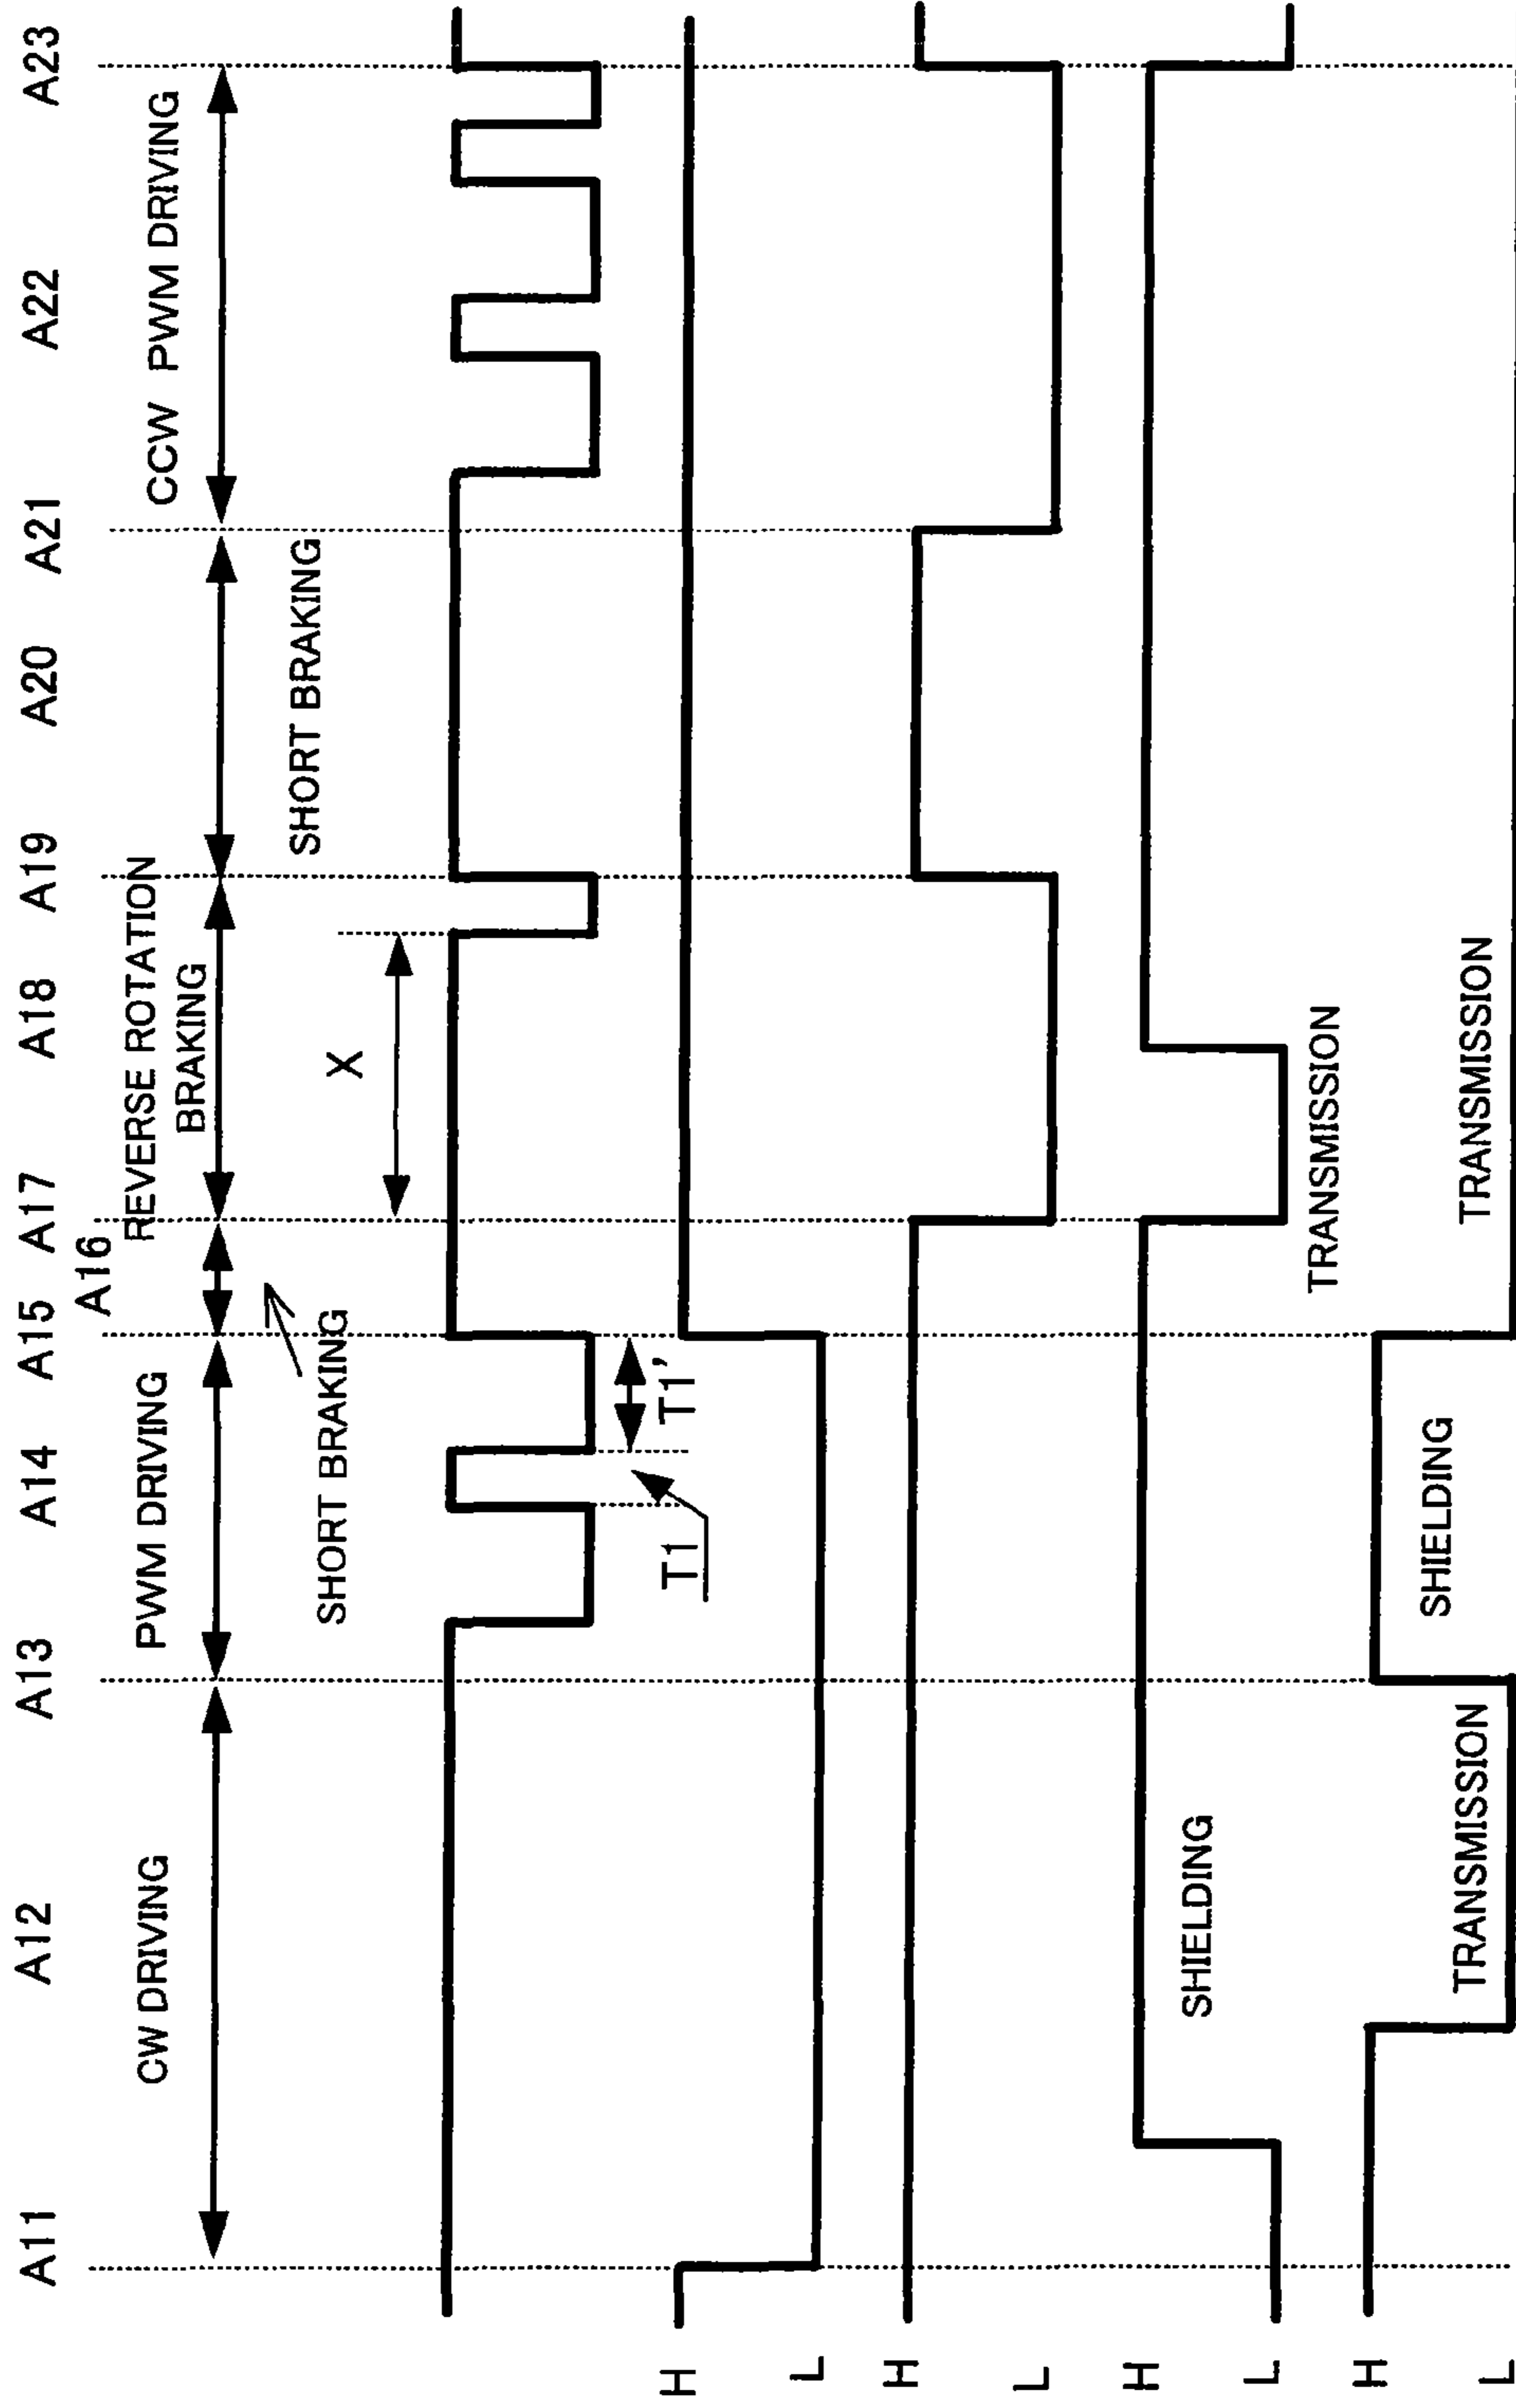 A11 A12 A13 A14 A15 A16 A17 A18 A19 A20 A21 A22 A23
CW DRIVING
PWM DRIVING
SHORT BRAKING
REVERSE ROTATION
BRAKING
SHORT BRAKING
CCW PWM DRIVING
X
T1
T1'
H
L
H
L
H
L
SHIELDING
TRANSMISSION
H
L
TRANSMISSION
SHIELDING
TRANSMISSION